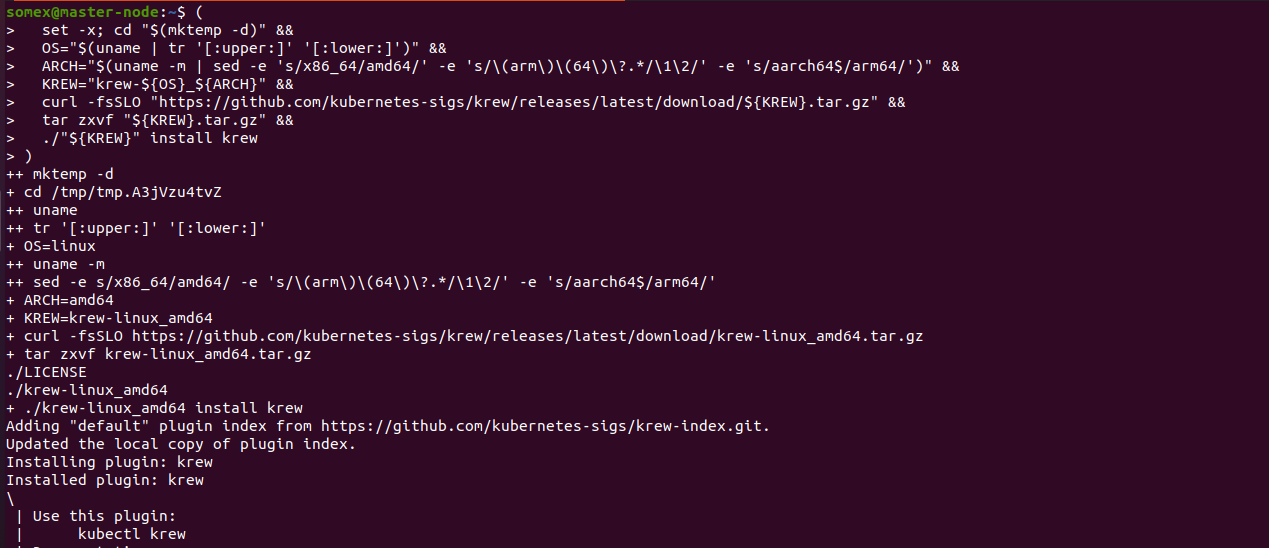 somex@master-node:~$ (
>   set -x; cd "$(mktemp -d)" &&
>   OS="$(uname | tr '[:upper:]' '[:lower:]')" &&
>   ARCH="$(uname -m | sed -e 's/x86_64/amd64/' -e 's/\(arm\)\(64\)\?.*/\1\2/' -e 's/aarch64$/arm64/')" &&
>   KREW="krew-${OS}_${ARCH}" &&
>   curl -fsSLO "https://github.com/kubernetes-sigs/krew/releases/latest/download/${KREW}.tar.gz" &&
>   tar zxvf "${KREW}.tar.gz" &&
>   ./"${KREW}" install krew
> )
++ mktemp -d
+ cd /tmp/tmp.A3jVzu4tvZ
++ uname
++ tr '[:upper:]' '[:lower:]'
+ OS=linux
++ uname -m
++ sed -e s/x86_64/amd64/ -e 's/\(arm\)\(64\)\?.*/\1\2/' -e 's/aarch64$/arm64/'
+ ARCH=amd64
+ KREW=krew-linux_amd64
+ curl -fsSLO https://github.com/kubernetes-sigs/krew/releases/latest/download/krew-linux_amd64.tar.gz
+ tar zxvf krew-linux_amd64.tar.gz
./LICENSE
./krew-linux_amd64
+ ./krew-linux_amd64 install krew
Adding "default" plugin index from https://github.com/kubernetes-sigs/krew-index.git.
Updated the local copy of plugin index.
Installing plugin: krew
Installed plugin: krew
\
 | Use this plugin:
 |      kubectl krew